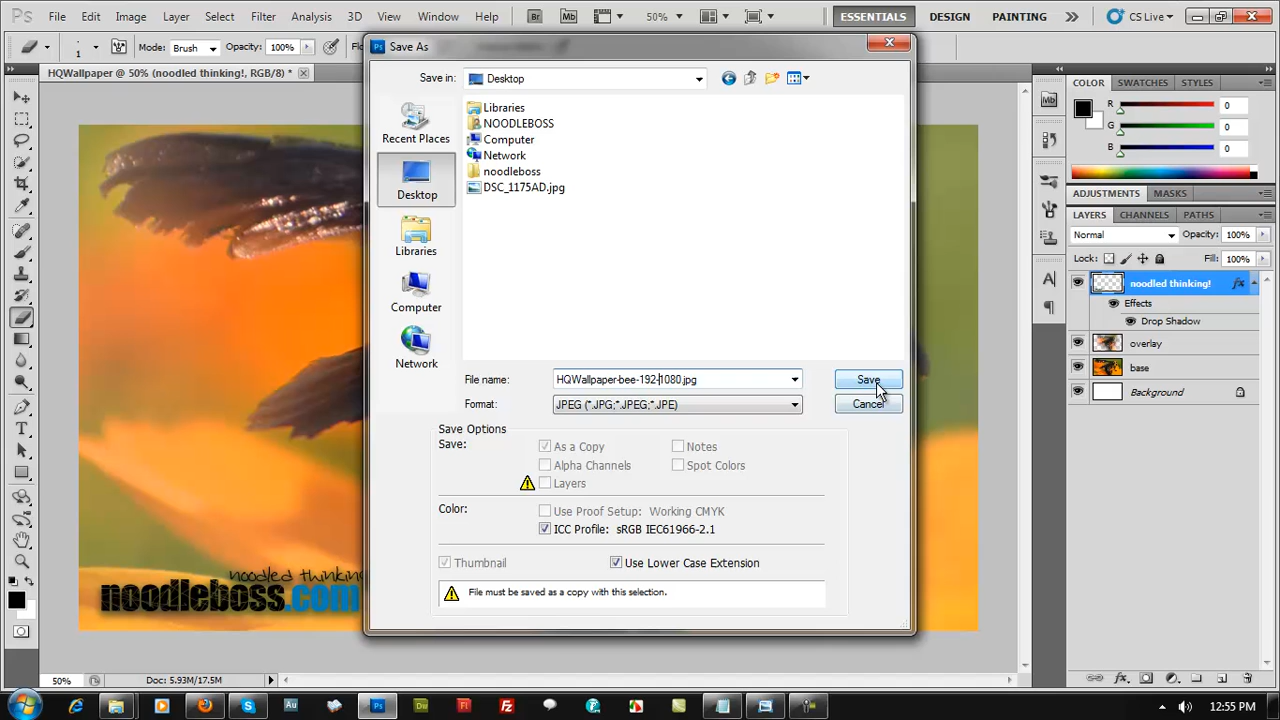 Ps File Edit Image Layer Select Filter Analysis 3D View Window Help Br Mb 50% ESSENTIALS DESIGN PAINTING CS Live
1 Mode: Brush Opacity: 100%
HQWallpaper @ 50% (noodled thinking!, RGB/8) *
Save As
Save in: Desktop
Recent Places
Desktop
Libraries
Computer
Network
Libraries
NOODLEBOSS
Computer
Network
noodleboss
DSC_1175AD.jpg
File name: HQWallpaper-bee-192-1080.jpg Save
Format: JPEG (*.JPG;*.JPEG;*.JPE) Cancel
Save Options
Save: As a Copy Notes
Alpha Channels Spot Colors
Layers
Color: Use Proof Setup: Working CMYK
ICC Profile: sRGB IEC61966-2.1
Thumbnail Use Lower Case Extension
File must be saved as a copy with this selection.
noodled thinking
noodleboss.com
COLOR SWATCHES STYLES
R 0
G 0
B 0
ADJUSTMENTS MASKS
LAYERS CHANNELS PATHS
Normal Opacity: 100%
Lock: Fill: 100%
noodled thinking! fx
Effects
Drop Shadow
overlay
base
Background
50% Doc: 5.93M/17.5M
12:55 PM